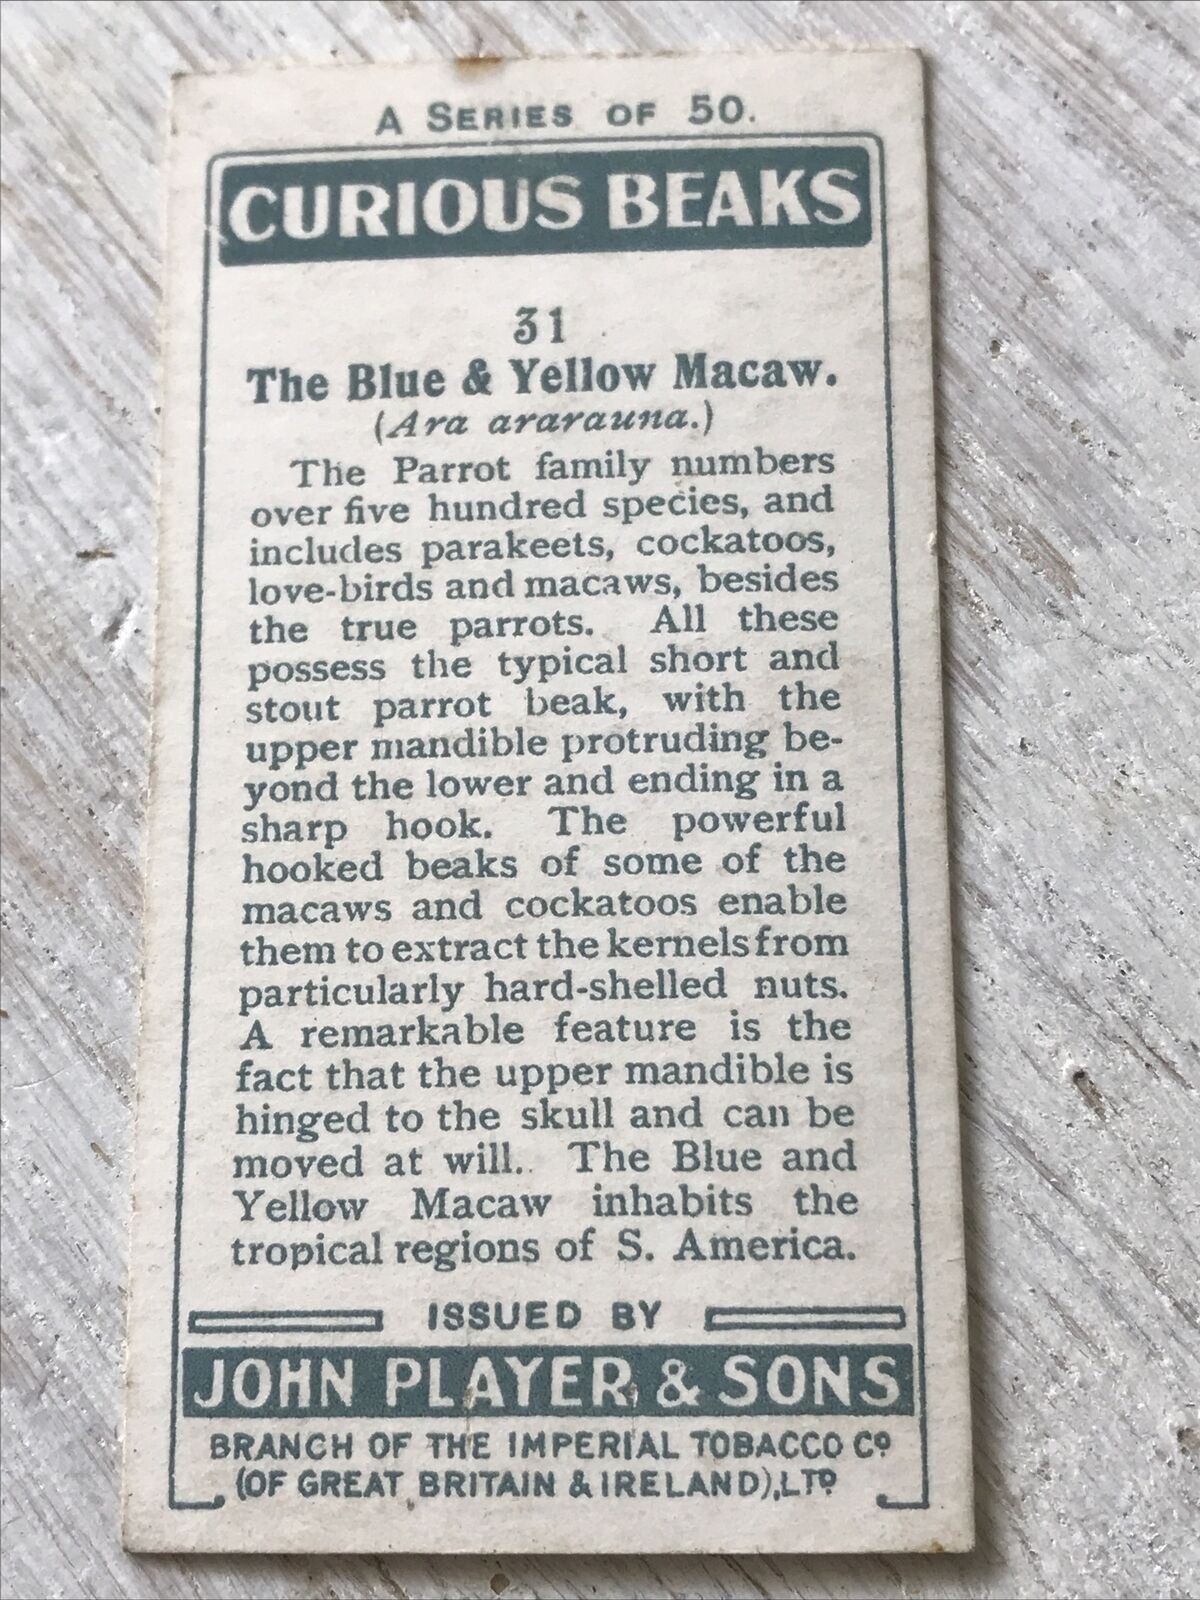 A SERIES OF 50.
CURIOUS BEAKS
31
The Blue & Yellow Macaw.
(Ara ararauna.)
The Parrot family numbers
over five hundred species, and
includes parakeets, cockatoos,
love-birds and macaws, besides
the true parrots. All these
possess the typical short and
stout parrot beak, with the
upper mandible protruding be-
yond the lower and ending in a
sharp hook. The powerful
hooked beaks of some of the
macaws and cockatoos enable
them to extract the kernels from
particularly hard-shelled nuts.
A remarkable feature is the
fact that the upper mandible is
hinged to the skull and can be
moved at will. The Blue and
Yellow Macaw inhabits the
tropical regions of S. America.
ISSUED BY
JOHN PLAYER & SONS
BRANCH OF THE IMPERIAL TOBACCO Cº
(OF GREAT BRITAIN & IRELAND), LTD